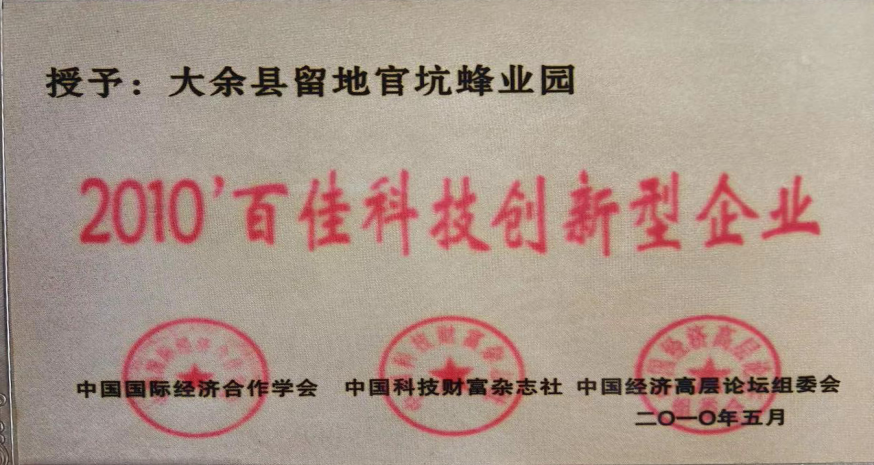 授予：大余县留地官坑蜂业园
2010'百佳科技创新型企业
中国国际经济合作学会 中国科技财富杂志社 中国经济高层论坛组委会
二〇一〇年五月